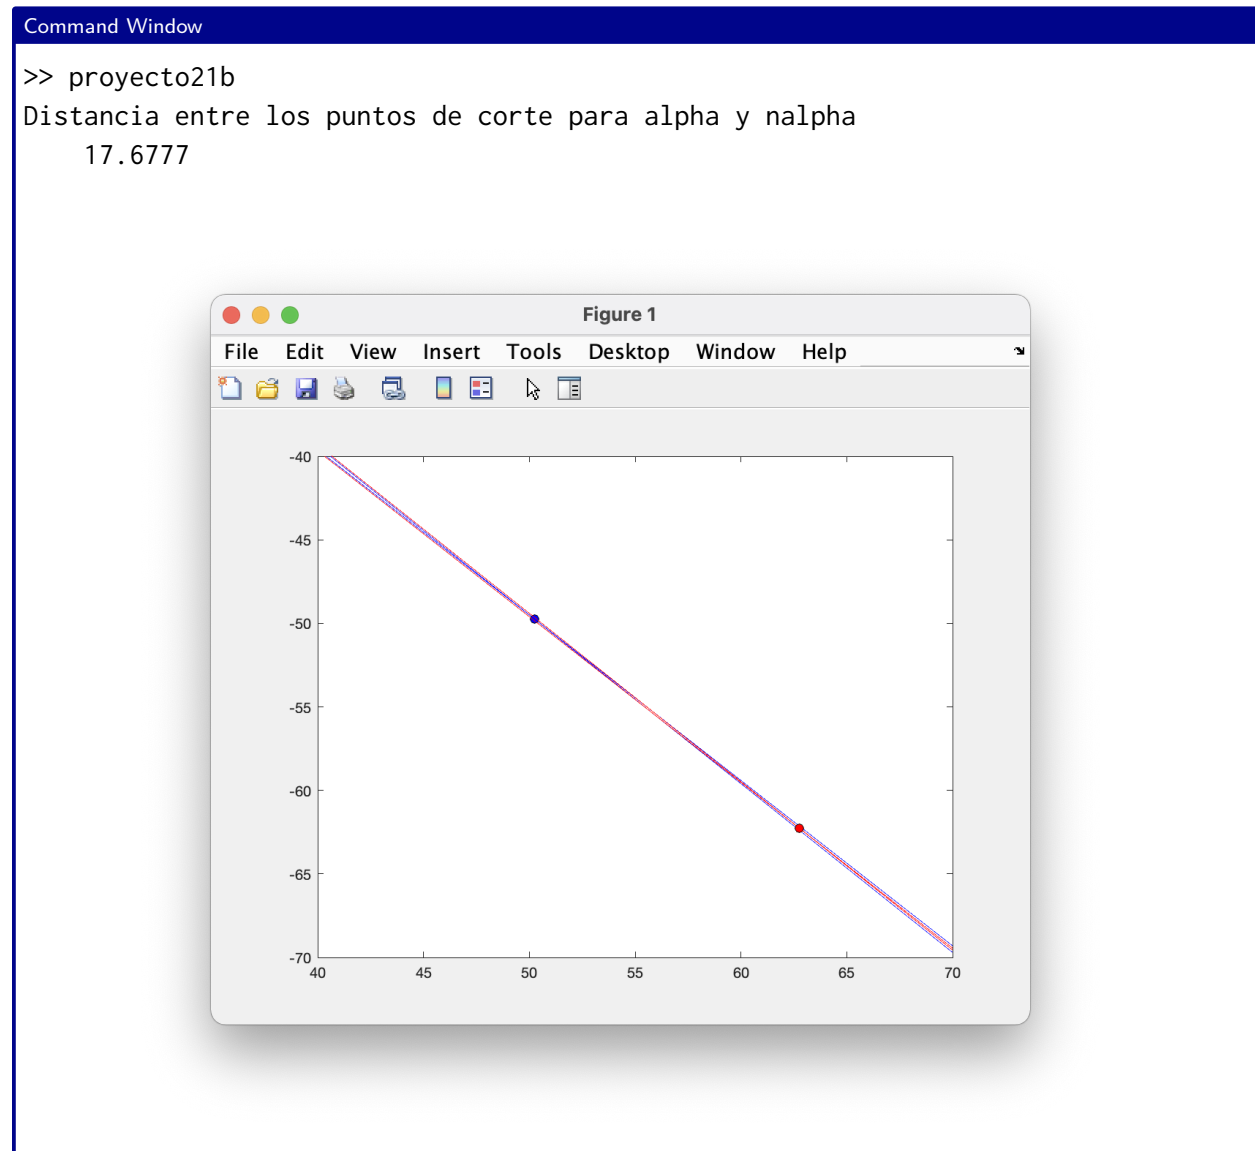 Command Window
>> proyecto21b
Distancia entre los puntos de corte para alpha y nalpha
17.6777
Figure 1
File Edit View Insert Tools Desktop Window Help
-40
-45
-50
-55
-60
-65
-70
40 45 50 55 60 65 70